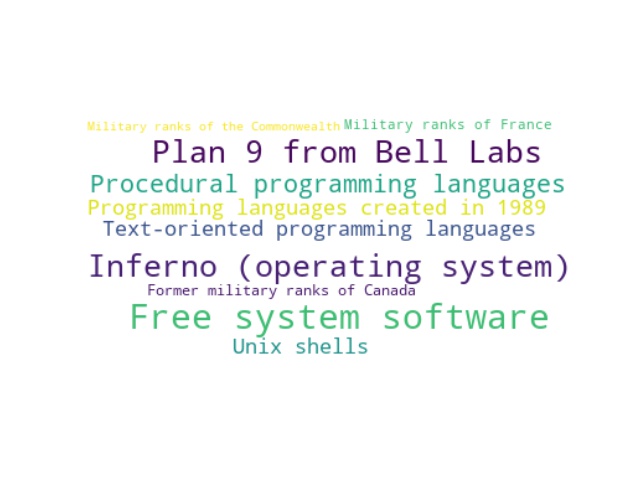 Military ranks of the Commonwealth Military ranks of France
Plan 9 from Bell Labs
Procedural programming languages
Programming languages created in 1989
Text-oriented programming languages
Inferno (operating system)
Former military ranks of Canada
Free system software
Unix shells